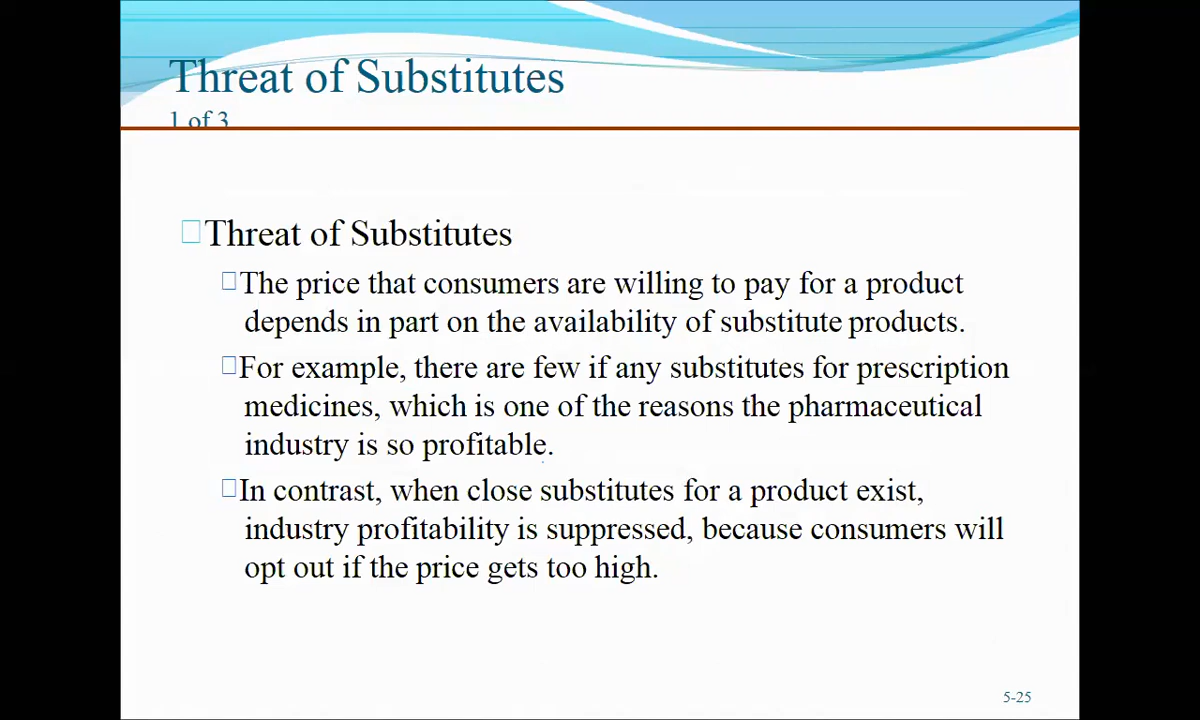 Threat of Substitutes
1 of 3
Threat of Substitutes
The price that consumers are willing to pay for a product
depends in part on the availability of substitute products.
For example, there are few if any substitutes for prescription
medicines, which is one of the reasons the pharmaceutical
industry is so profitable.
In contrast, when close substitutes for a product exist,
industry profitability is suppressed, because consumers will
opt out if the price gets too high.
5-25